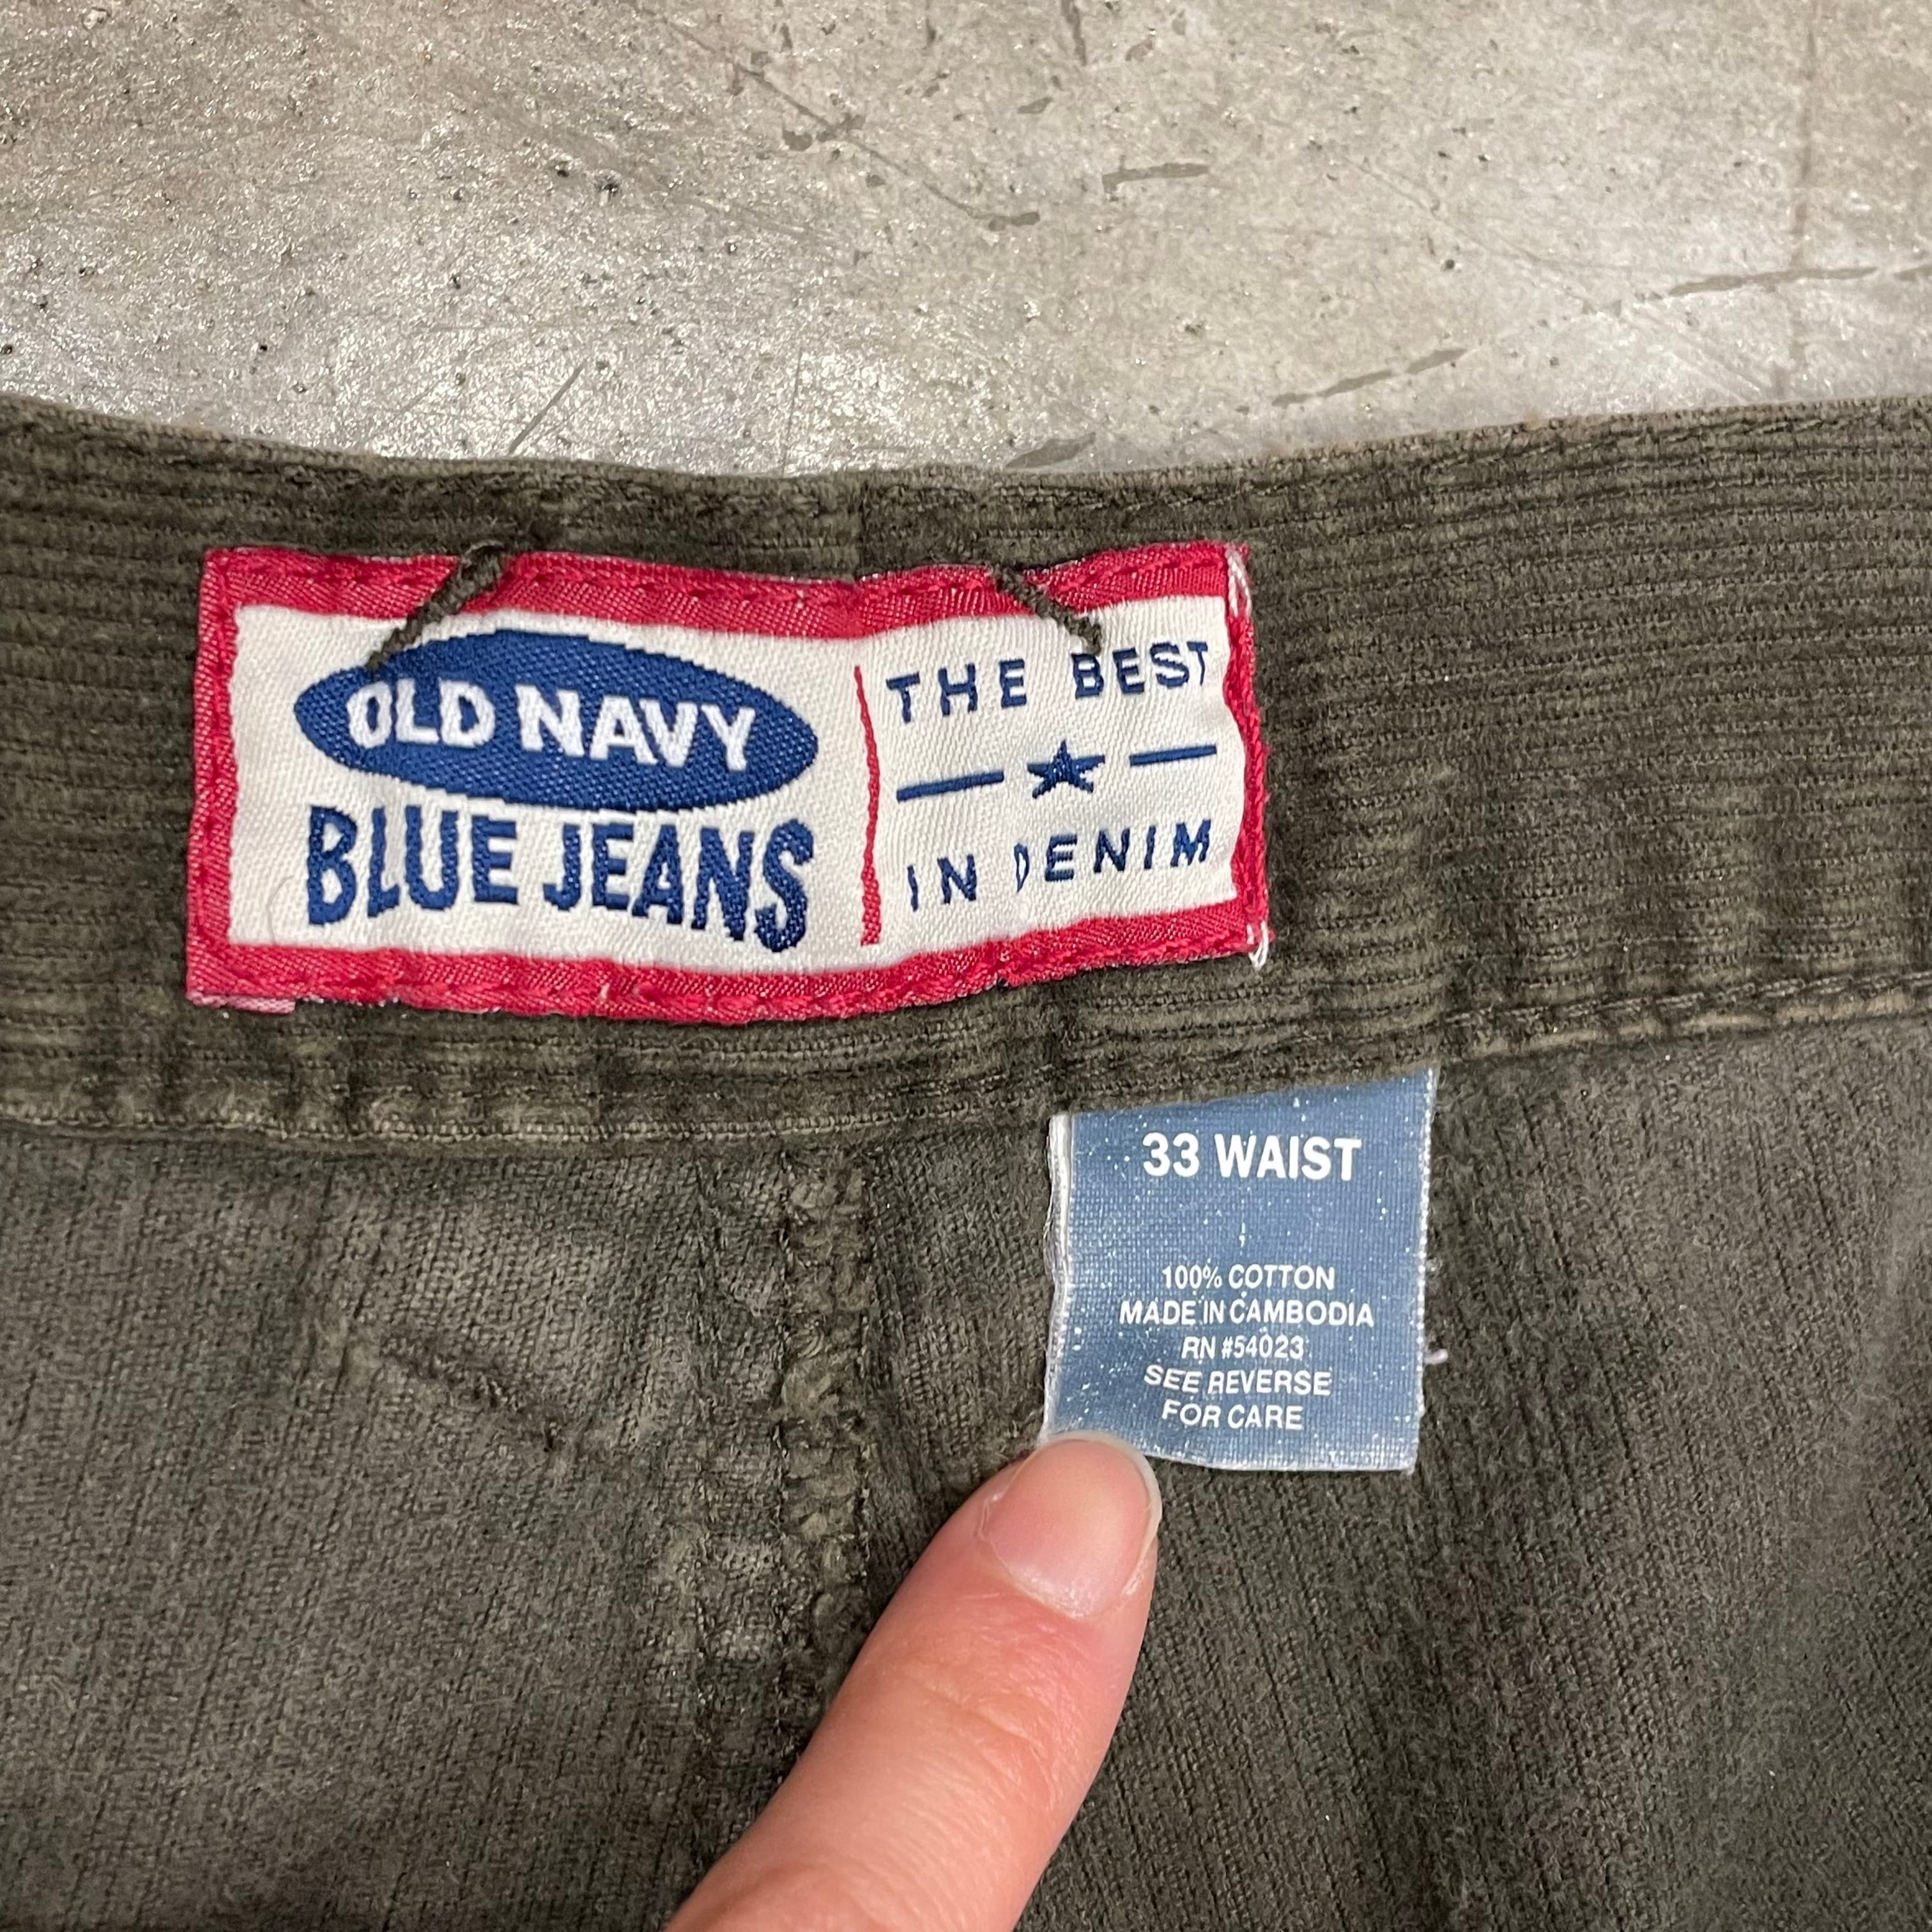 OLD NAVY
BLUE JEANS
THE BEST
IN DENIM
33 WAIST
100% COTTON
MADE IN CAMBODIA
RN #54023
SEE REVERSE
FOR CARE